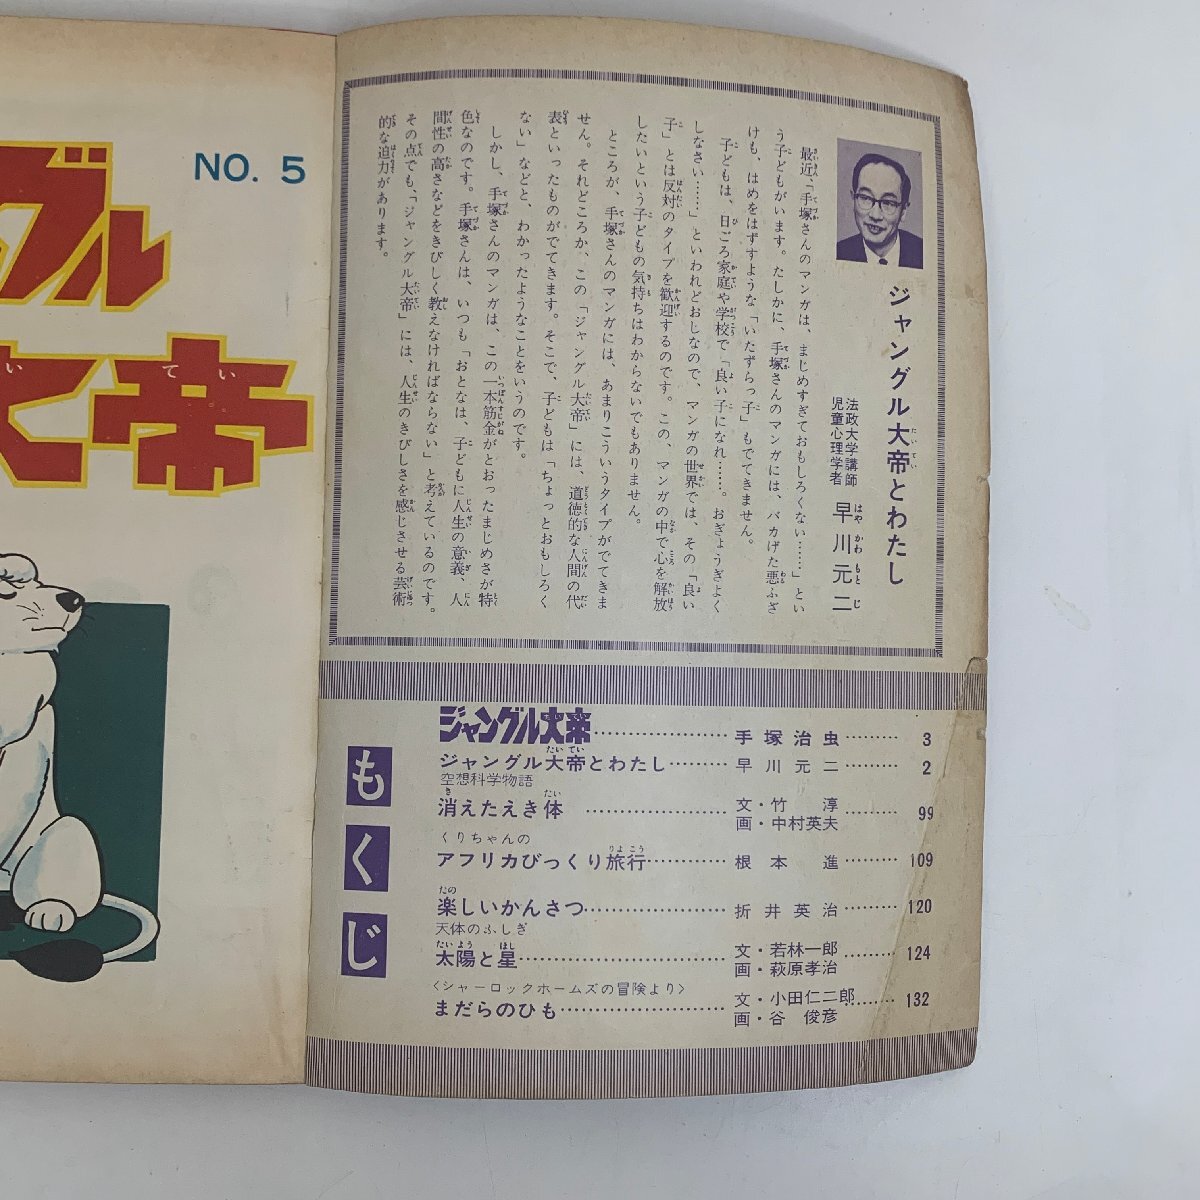 NO. 5
グル
大帝
い てい
ジャングル大帝とわたし
法政大学講師
児童心理学者
早川元二
最近「手塚さんのマンガは、まじめすぎておもしろくない……」とい
う子どもがいます。たしかに、手塚さんのマンガには、バカげた悪ふざ
けも、はめをはずすような「いたずらっ子」もでてきません。
子どもは、日ごろ家庭や学校で「良い子になれ……。おぎょうぎよく
しなさい……」といわれどおしなので、マンガの世界では、その「良い
子」とは反対のタイプを歓迎するのです。この、マンガの中で心を解放
したいという子どもの気持ちはわからないでもありません。
ところが、手塚さんのマンガには、あまりこういうタイプがでてきま
せん。それどころか、この「ジャングル大帝」には、道徳的な人間の代
表といったものがでてきます。そこで、子どもは「ちょっとおもしろく
ない」などと、わかったようなことをいうのです。
しかし、手塚さんのマンガは、この一本筋金がとおったまじめさが特
色なのです。手塚さんは、いつも「おとなは、子どもに人生の意義、人
間性の高さなどをきびしく教えなければならない」と考えているのです。
その点でも、「ジャングル大帝」には、人生のきびしさを感じさせる芸術
的な迫力があります。
もくじ
ジャングル大帝……………手塚治虫………3
ジャングル大帝とわたし………早川元二………2
空想科学物語
消えたえき体……………文・竹 淳
画・中村英夫………99
くりちゃんの
アフリカびっくり旅行…………根本 進………109
楽しいかんさつ………………折井英治………120
天体のふしぎ
太陽と星……………………文・若林一郎
画・萩原孝治………124
〈シャーロックホームズの冒険より〉
まだらのひも…………………文・小田仁二郎
画・谷 俊彦………132